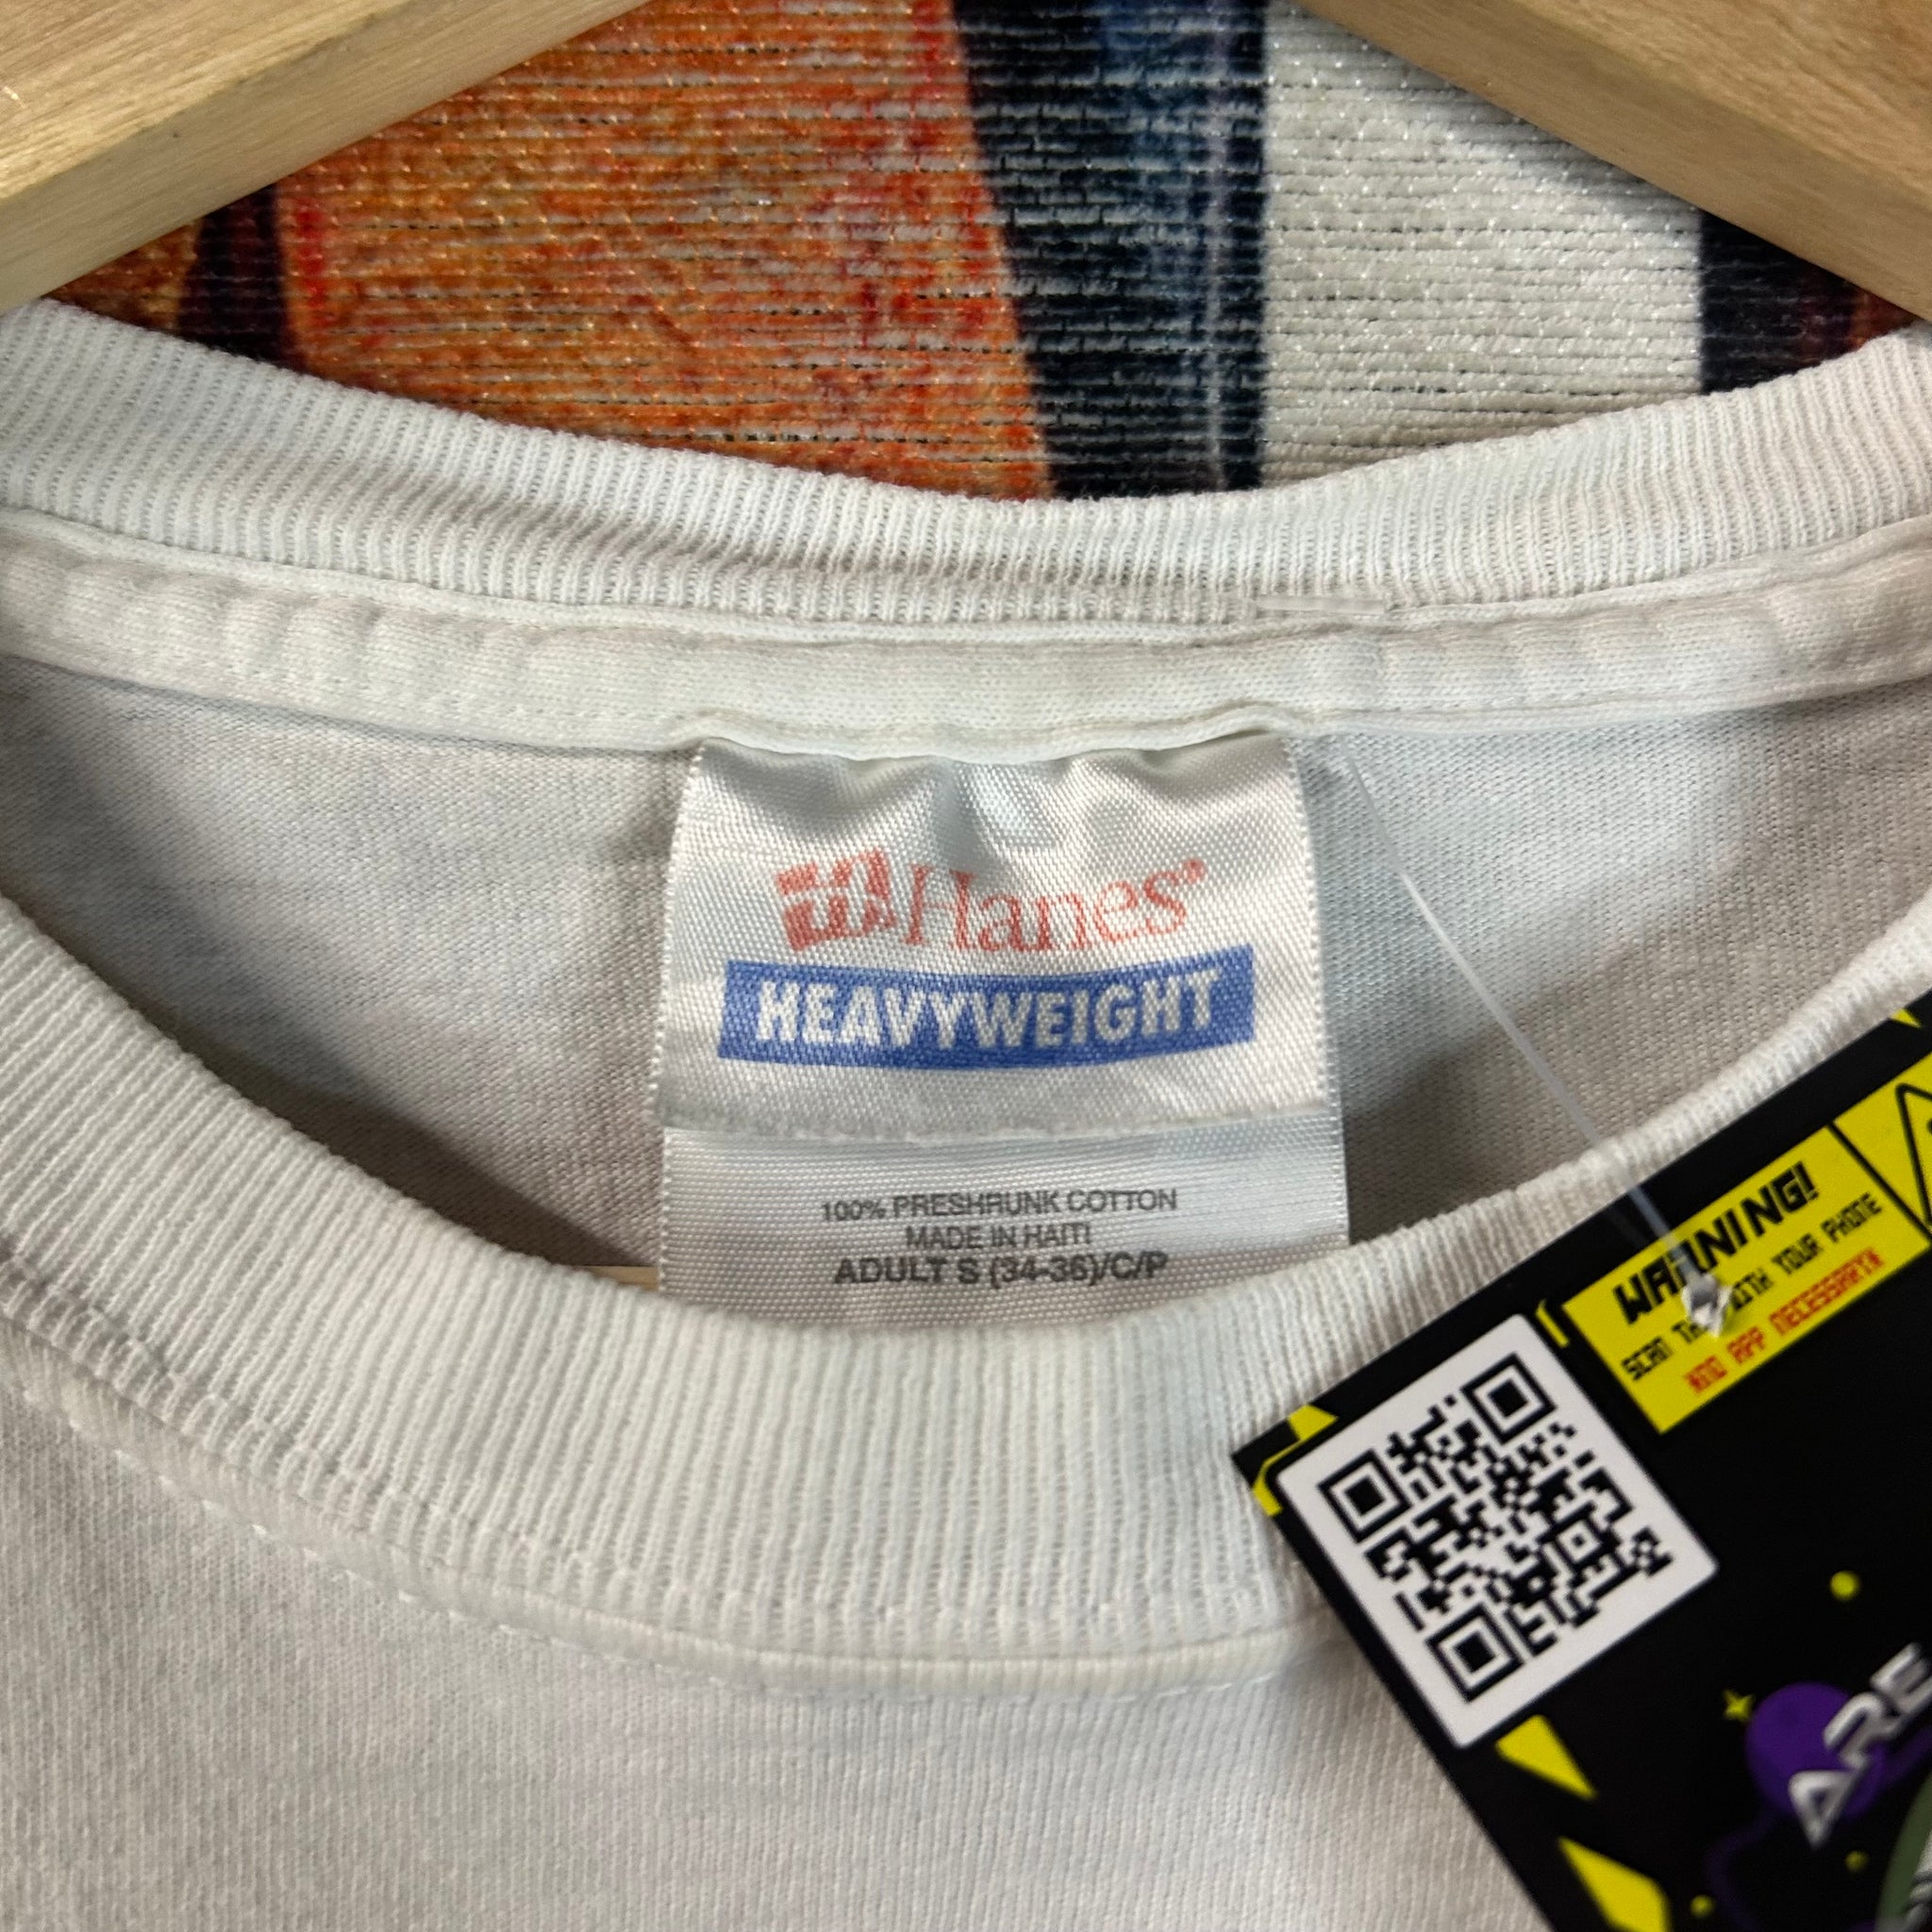 Hanes®
HEAVYWEIGHT
100% PRESHRUNK COTTON
MADE IN HAITI
ADULT S (34-36)/C/P
WARNING!
SCAN WITH YOUR PHONE
*NO APP NECESSARY*
ARE